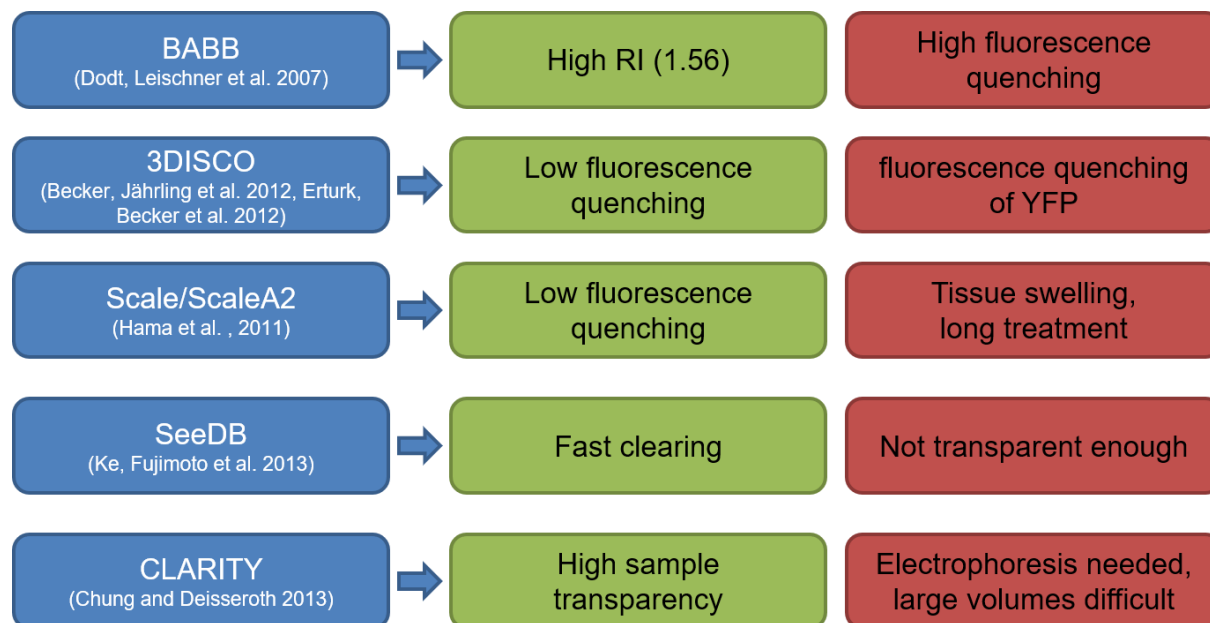 BABB
(Dodt, Leischner et al. 2007)
High RI (1.56)
High fluorescence
quenching
3DISCO
(Becker, Jährling et al. 2012, Erturk,
Becker et al. 2012)
Low fluorescence
quenching
fluorescence quenching
of YFP
Scale/ScaleA2
(Hama et al. , 2011)
Low fluorescence
quenching
Tissue swelling,
long treatment
SeeDB
(Ke, Fujimoto et al. 2013)
Fast clearing
Not transparent enough
CLARITY
(Chung and Deisseroth 2013)
High sample
transparency
Electrophoresis needed,
large volumes difficult